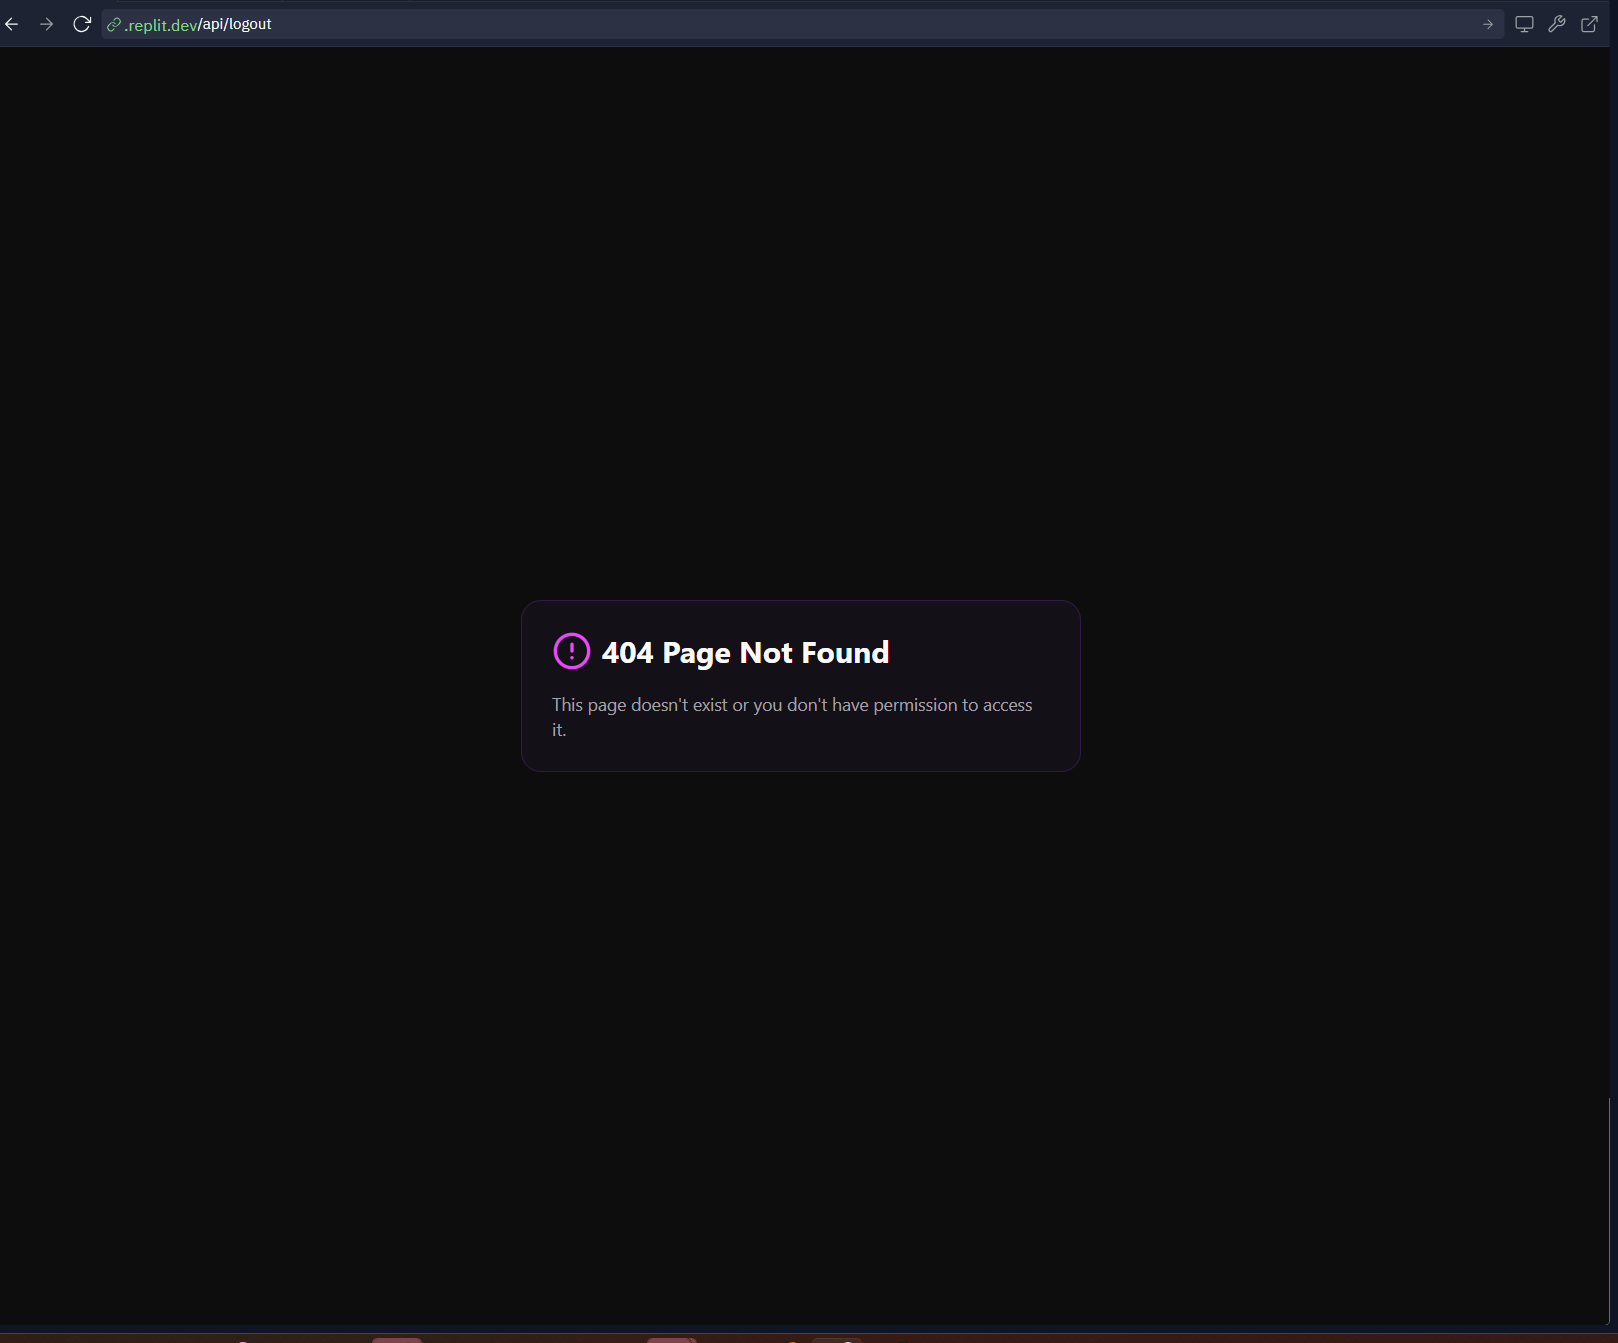 .replit.dev/api/logout
404 Page Not Found
This page doesn't exist or you don't have permission to access
it.